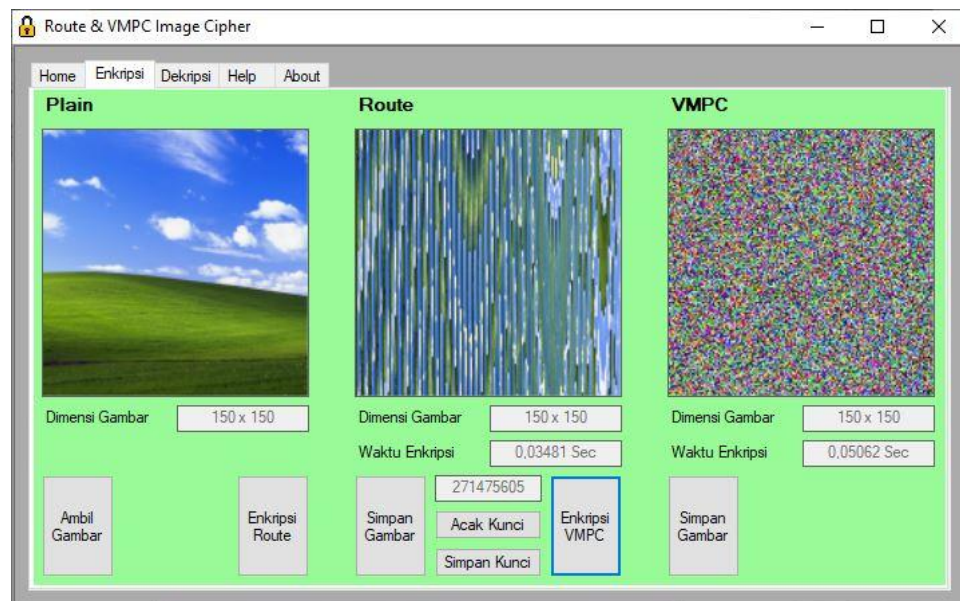 Route & VMPC Image Cipher
Home Enkripsi Dekripsi Help About
Plain
Route
VMPC
Dimensi Gambar 150 x 150
Dimensi Gambar 150 x 150
Dimensi Gambar 150 x 150
Waktu Enkripsi 0,03481 Sec
Waktu Enkripsi 0,05062 Sec
Ambil
Gambar
Enkripsi
Route
Simpan
Gambar
271475605
Acak Kunci
Simpan Kunci
Enkripsi
VMPC
Simpan
Gambar